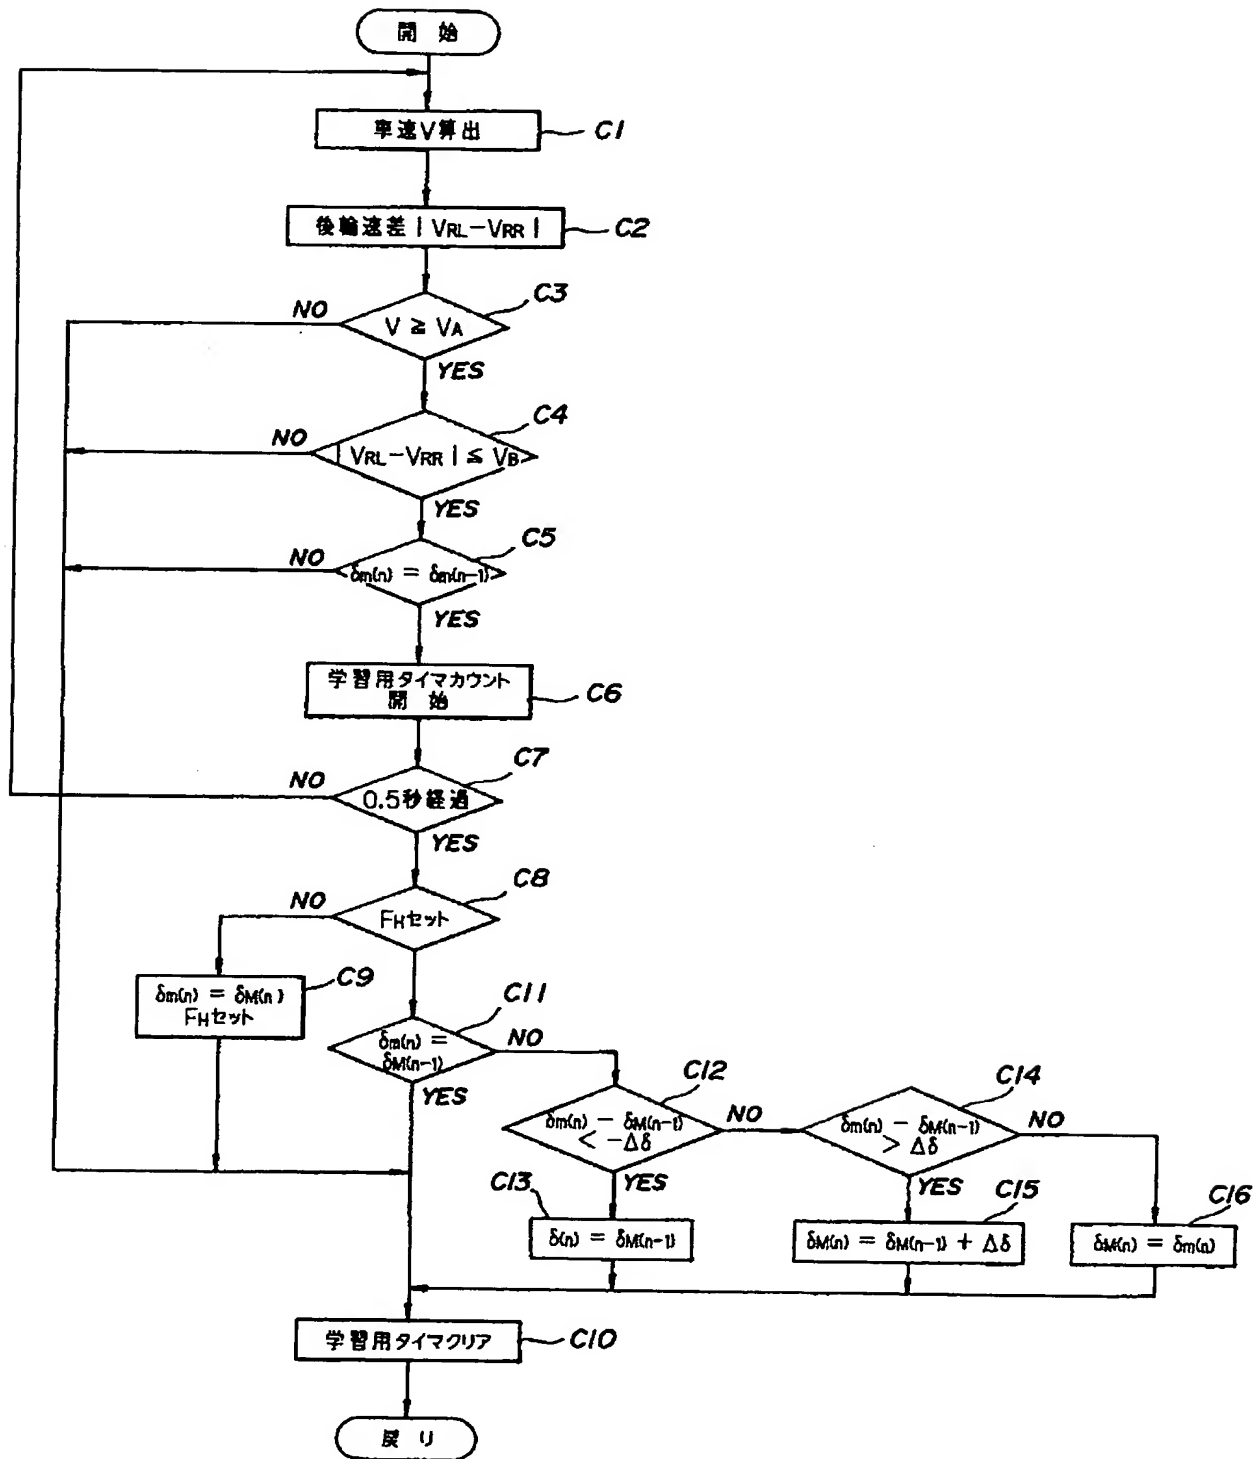 開始
車速V算出
C1
後輪速差 | VRL-VRR |
C2
C3
NO
V ≧ VA
YES
C4
NO
| VRL-VRR | ≦ VB
YES
C5
NO
δm(n) = δm(n-1)
YES
学習用タイマカウント
開始
C6
C7
NO
0.5秒経過
YES
C8
NO
FHセット
C9
δm(n) = δM(n)
FHセット
C11
δm(n) =
δM(n-1)
NO
YES
C12
δm(n) - δM(n-1)
< -Δδ
NO
YES
C14
δm(n) - δM(n-1)
> Δδ
NO
YES
C13
δ(n) = δM(n-1)
C15
δM(n) = δM(n-1) + Δδ
C16
δM(n) = δm(n)
学習用タイマクリア
C10
戻り